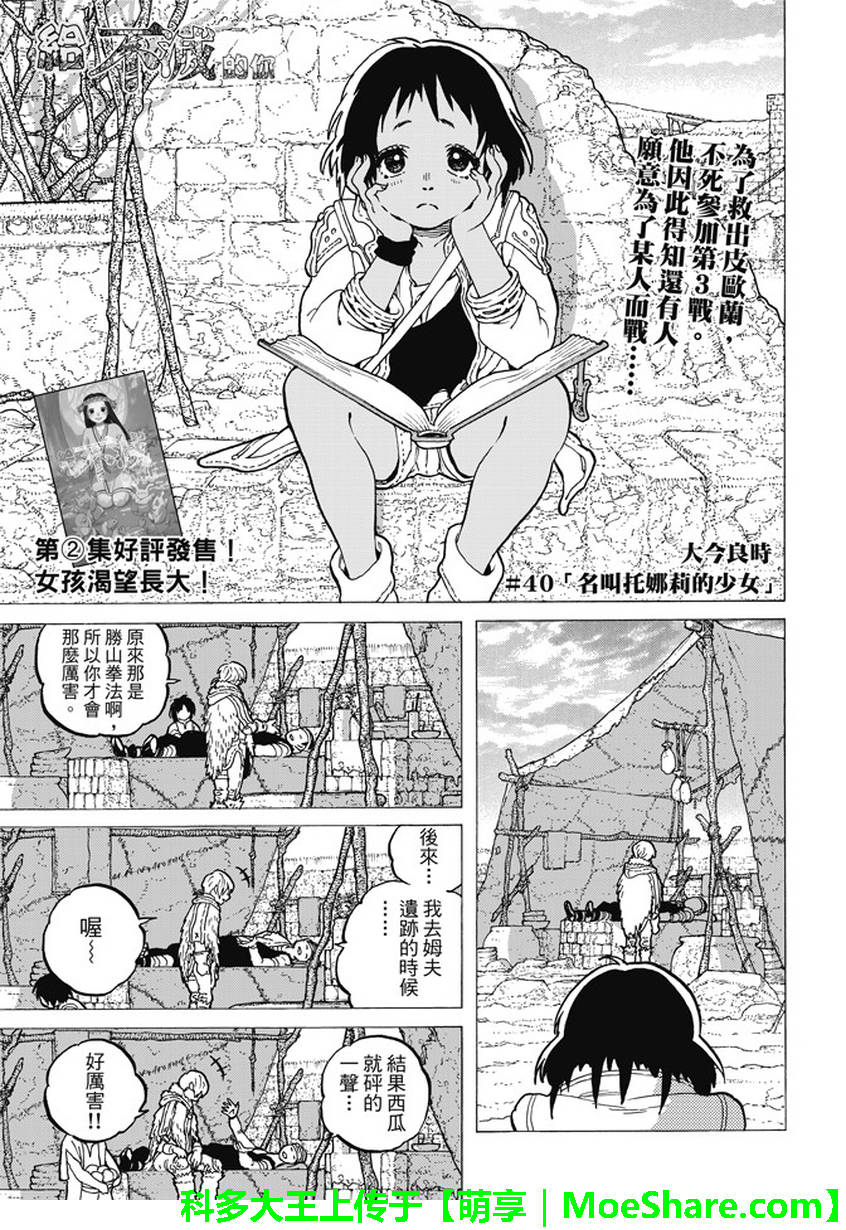 給不滅的你
為了救出皮歐蘭，
不死參加第3戰。
他因此得知還有人
願意為了某人而戰……
第②集好評發售！
女孩渴望長大！
大今良時
#40「名叫托娜莉的少女」
原來那是
勝山拳法啊，
所以你才會
那麼厲害。
後來…
我去姆夫
遺跡的時候
……
喔～
結果西瓜
就砰的
一聲…
好厲害!!
科多大王上传于【萌享｜MoeShare.com】